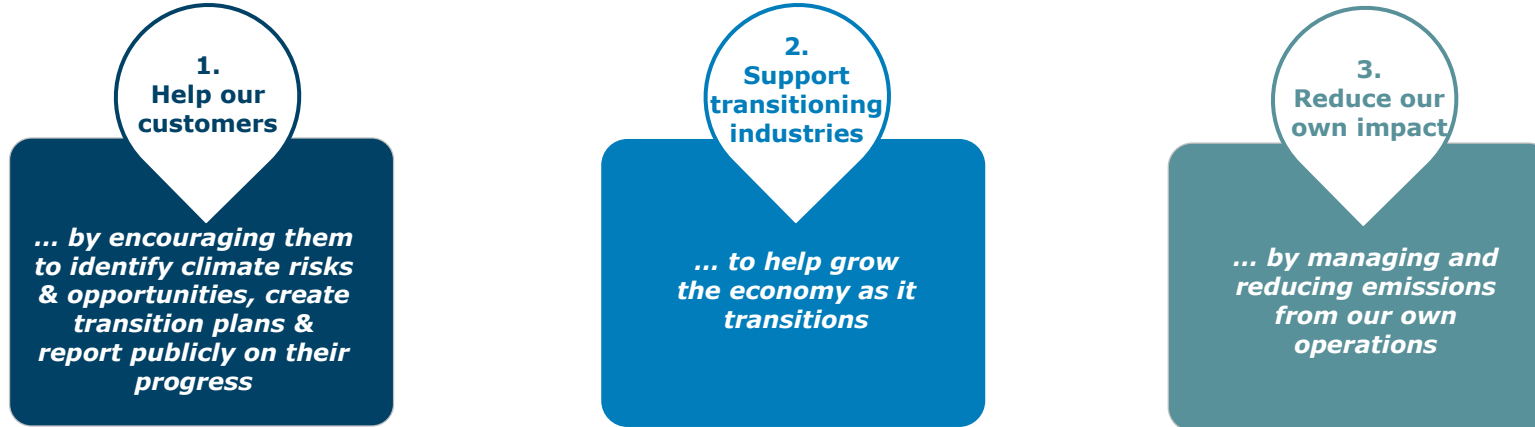 1.
Help our
customers
... by encouraging them
to identify climate risks
& opportunities, create
transition plans &
report publicly on their
progress
2.
Support
transitioning
industries
... to help grow
the economy as it
transitions
3.
Reduce our
own impact
... by managing and
reducing emissions
from our own
operations